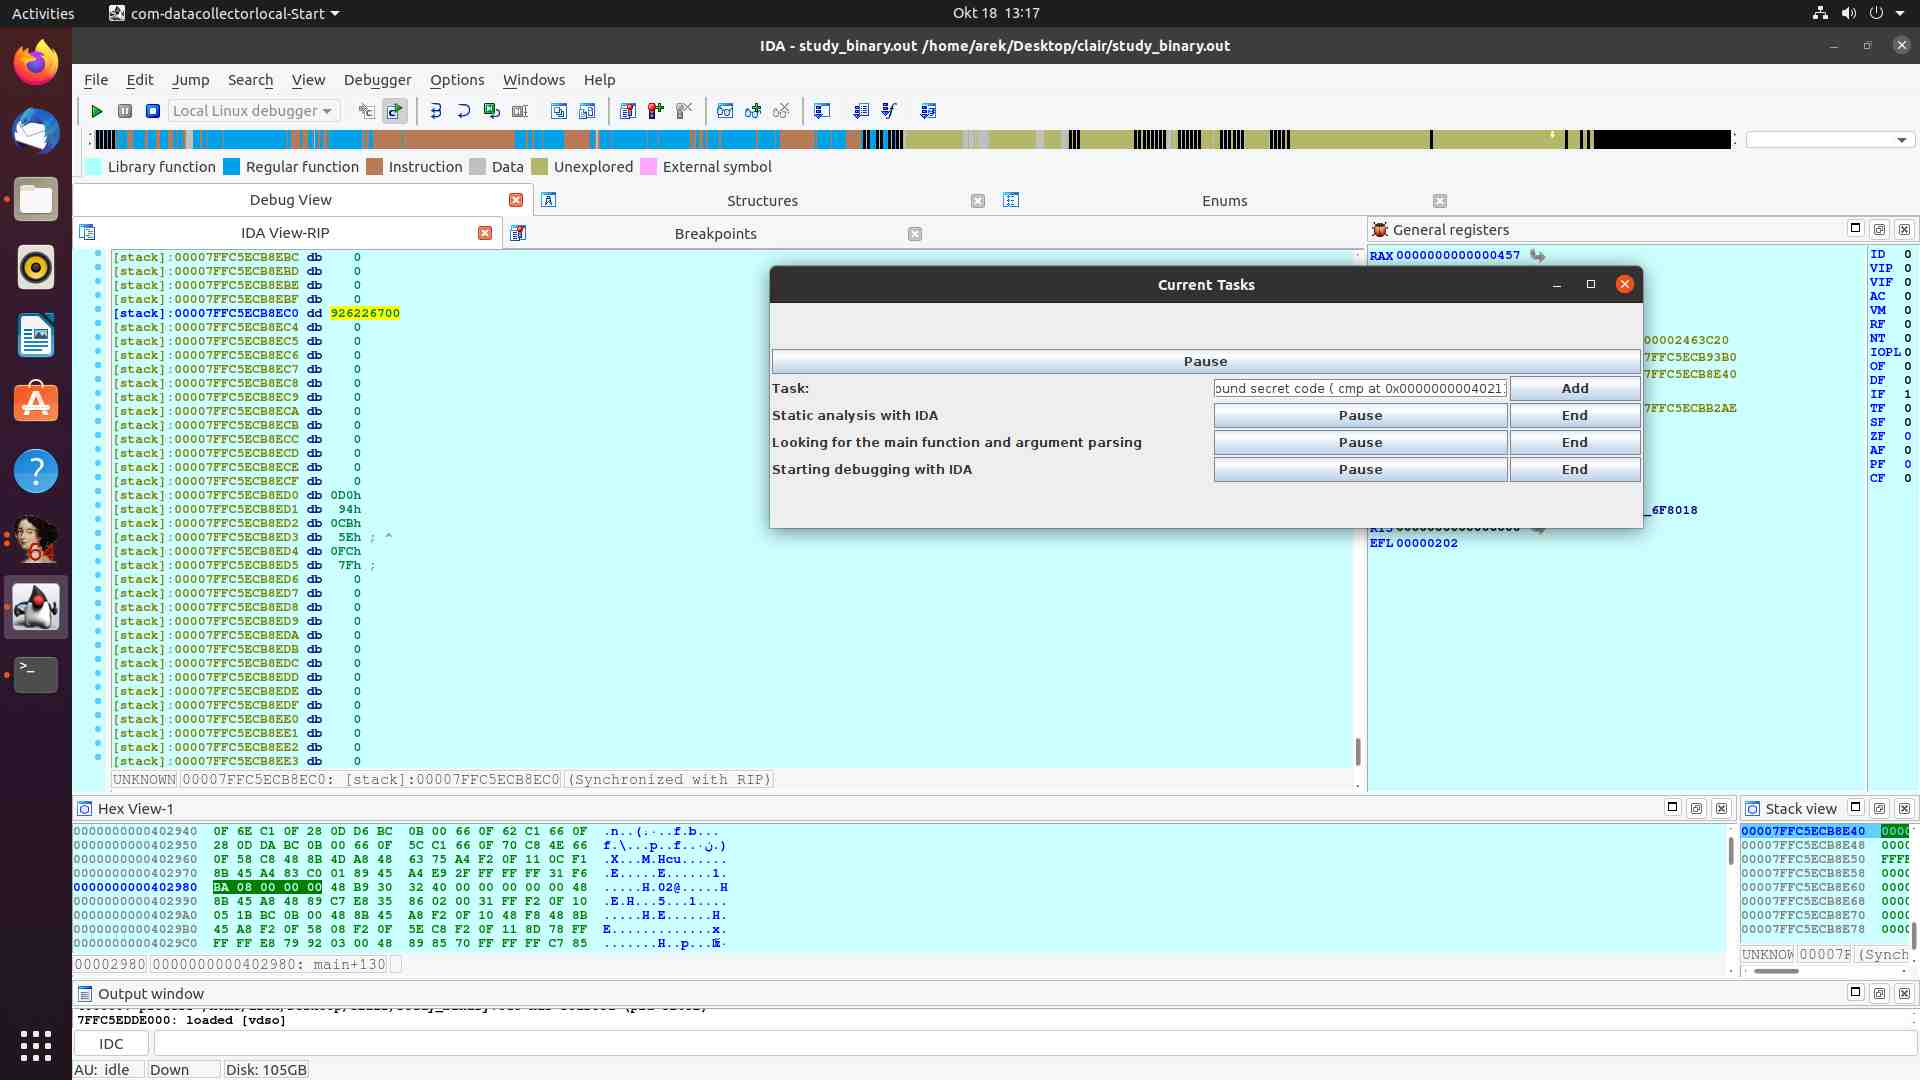 Activities
com-datacollectorlocal-Start
Okt 18 13:17
IDA - study_binary.out /home/arek/Desktop/clair/study_binary.out
File Edit Jump Search View Debugger Options Windows Help
Local Linux debugger
Library function Regular function Instruction Data Unexplored External symbol
Debug View
Structures
Enums
IDA View-RIP
Breakpoints
General registers
[stack]:00007FFC5ECB8EBC db 0
[stack]:00007FFC5ECB8EBD db 0
[stack]:00007FFC5ECB8EBE db 0
[stack]:00007FFC5ECB8EBF db 0
[stack]:00007FFC5ECB8EC0 dd 926226700
[stack]:00007FFC5ECB8EC4 db 0
[stack]:00007FFC5ECB8EC5 db 0
[stack]:00007FFC5ECB8EC6 db 0
[stack]:00007FFC5ECB8EC7 db 0
[stack]:00007FFC5ECB8EC8 db 0
[stack]:00007FFC5ECB8EC9 db 0
[stack]:00007FFC5ECB8ECA db 0
[stack]:00007FFC5ECB8ECB db 0
[stack]:00007FFC5ECB8ECC db 0
[stack]:00007FFC5ECB8ECD db 0
[stack]:00007FFC5ECB8ECE db 0
[stack]:00007FFC5ECB8ECF db 0
[stack]:00007FFC5ECB8ED0 db 0D0h
[stack]:00007FFC5ECB8ED1 db 94h
[stack]:00007FFC5ECB8ED2 db 0CBh
[stack]:00007FFC5ECB8ED3 db 5Eh ; ^
[stack]:00007FFC5ECB8ED4 db 0FCh
[stack]:00007FFC5ECB8ED5 db 7Fh ;
[stack]:00007FFC5ECB8ED6 db 0
[stack]:00007FFC5ECB8ED7 db 0
[stack]:00007FFC5ECB8ED8 db 0
[stack]:00007FFC5ECB8ED9 db 0
[stack]:00007FFC5ECB8EDA db 0
[stack]:00007FFC5ECB8EDB db 0
[stack]:00007FFC5ECB8EDC db 0
[stack]:00007FFC5ECB8EDD db 0
[stack]:00007FFC5ECB8EDE db 0
[stack]:00007FFC5ECB8EDF db 0
[stack]:00007FFC5ECB8EE0 db 0
[stack]:00007FFC5ECB8EE1 db 0
[stack]:00007FFC5ECB8EE2 db 0
[stack]:00007FFC5ECB8EE3 db 0
UNKNOWN 00007FFC5ECB8EC0: [stack]:00007FFC5ECB8EC0 (Synchronized with RIP)
Current Tasks
Pause
Task:
ound secret code ( cmp at 0x000000000402
Add
Static analysis with IDA Pause End
Looking for the main function and argument parsing Pause End
Starting debugging with IDA Pause End
RAX 0000000000000457
00002463C20
7FFC5ECB93B0
7FFC5ECB8E40
7FFC5ECBB2AE
_6F8018
EFL 00000202
ID 0
VIP 0
VIF 0
AC 0
VM 0
RF 0
NT 0
IOPL 0
OF 0
DF 0
IF 1
TF 0
SF 0
ZF 0
AF 0
PF 0
CF 0
Hex View-1
0000000000402940 0F 6E C1 0F 28 0D D6 BC 0B 00 66 0F 62 C1 66 0F
0000000000402950 28 0D DA BC 0B 00 66 0F 5C C1 66 0F 70 C8 4E 66
0000000000402960 0F 58 C8 48 8B 4D A8 48 63 75 A4 F2 0F 11 0C F1
0000000000402970 8B 45 A4 83 C0 01 89 45 A4 E9 2F FF FF FF 31 F6
0000000000402980 BA 08 00 00 00 48 B9 30 32 40 00 00 00 00 00 48
0000000000402990 8B 45 A8 48 89 C7 E8 35 86 02 00 31 FF F2 0F 10
00000000004029A0 05 1B BC 0B 00 48 8B 45 A8 F2 0F 10 48 F8 48 8B
00000000004029B0 45 A8 F2 0F 58 08 F2 0F 5E C8 F2 0F 11 8D 78 FF
00000000004029C0 FF FF E8 79 92 03 00 48 89 85 70 FF FF FF C7 85
00002980 0000000000402980: main+130
Stack view
00007FFC5ECB8E40 0000
00007FFC5ECB8E48 0000
00007FFC5ECB8E50 FFFF
00007FFC5ECB8E58 0000
00007FFC5ECB8E60 0000
00007FFC5ECB8E68 0000
00007FFC5ECB8E70 0000
00007FFC5ECB8E78 0000
UNKNOW 00007F (Synch
Output window
7FFC5EDDE000: loaded [vdso]
IDC
AU: idle Down Disk: 105GB
64